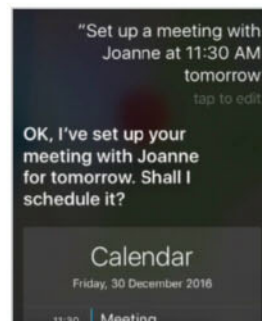 “Set up a meeting with
Joanne at 11:30 AM
tomorrow
tap to edit
OK, I've set up your
meeting with Joanne
for tomorrow. Shall I
schedule it?
Calendar
Friday, 30 December 2016
11:30 Meeting